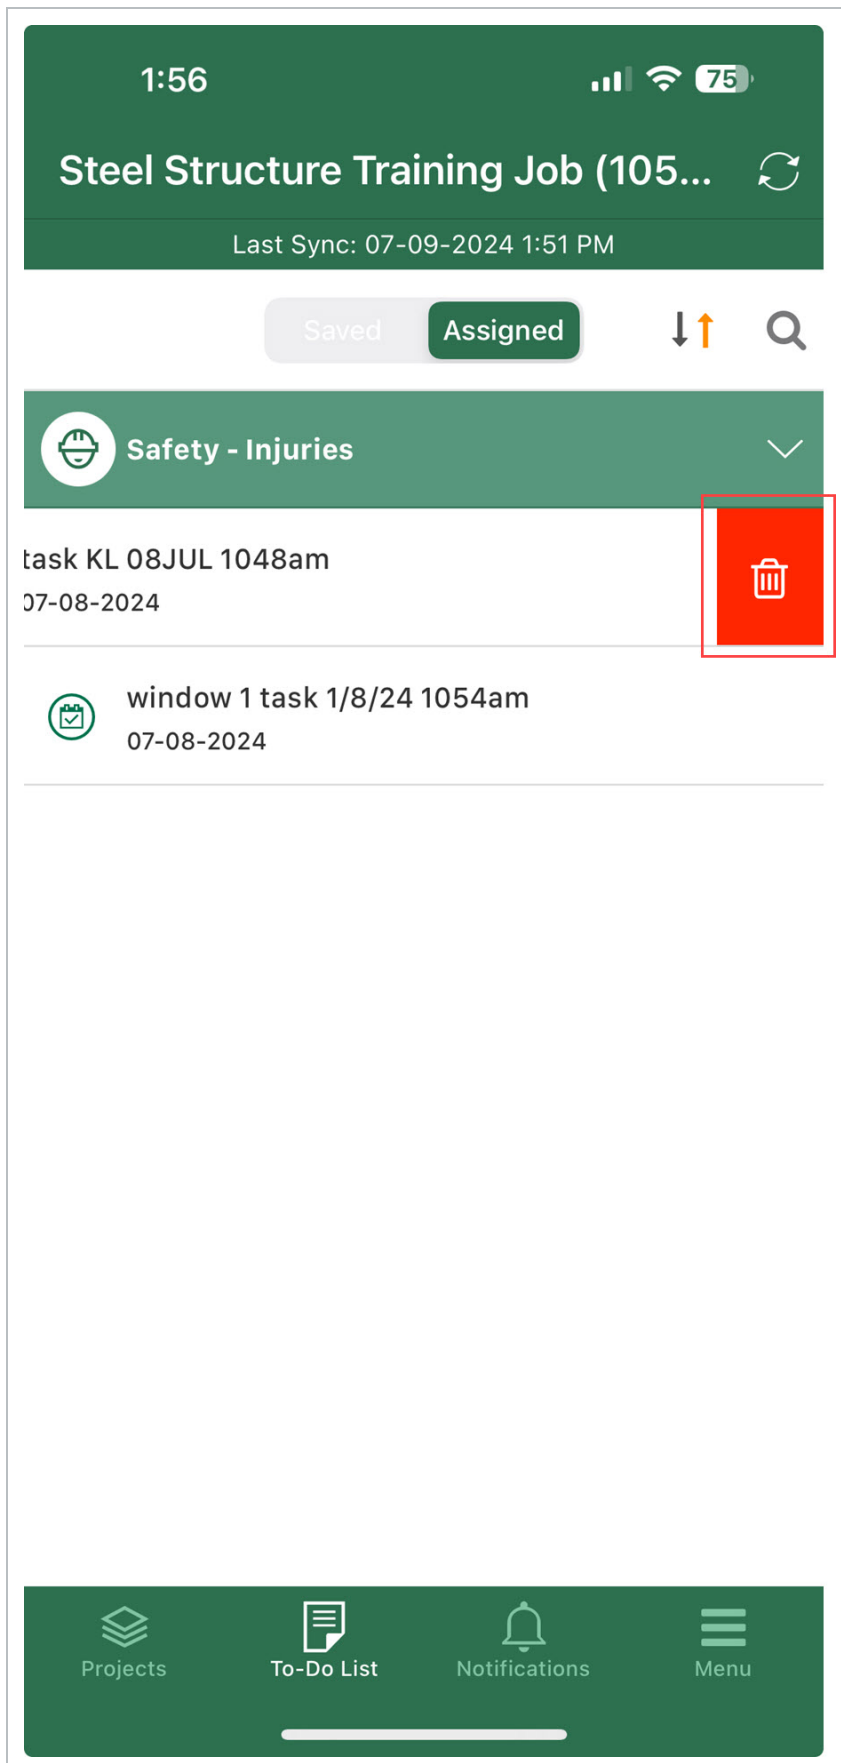 1:56
75
Steel Structure Training Job (105...
Last Sync: 07-09-2024 1:51 PM
Saved
Assigned
Safety - Injuries
task KL 08JUL 1048am
07-08-2024
window 1 task 1/8/24 1054am
07-08-2024
Projects
To-Do List
Notifications
Menu